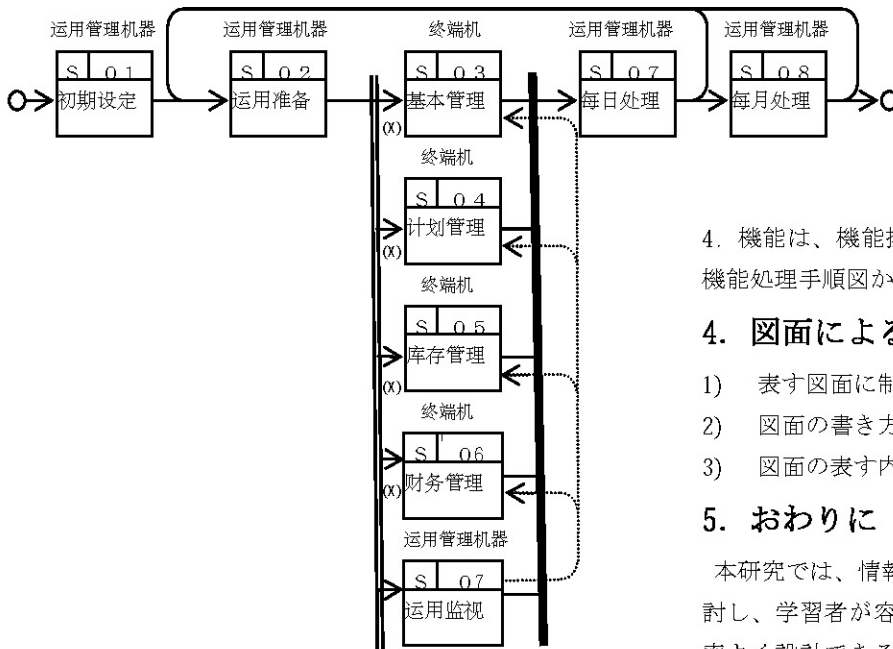 运用管理机器 运用管理机器 终端机 运用管理机器 运用管理机器
S 01 S 02 S 03 S 07 S 08
初期设定 运用准备 基本管理 每日处理 每月处理
(X)
终端机
S 04
计划管理
(X)
终端机
S 05
库存管理
(X)
终端机
S 06
财务管理
(X)
运用管理机器
S 07
运用监视
4. 機能は、機能
機能処理手順図か
4. 図面による
1) 表す図面に制
2) 図面の書き方
3) 図面の表す内
5. おわりに
本研究では、情報
討し、学習者が容